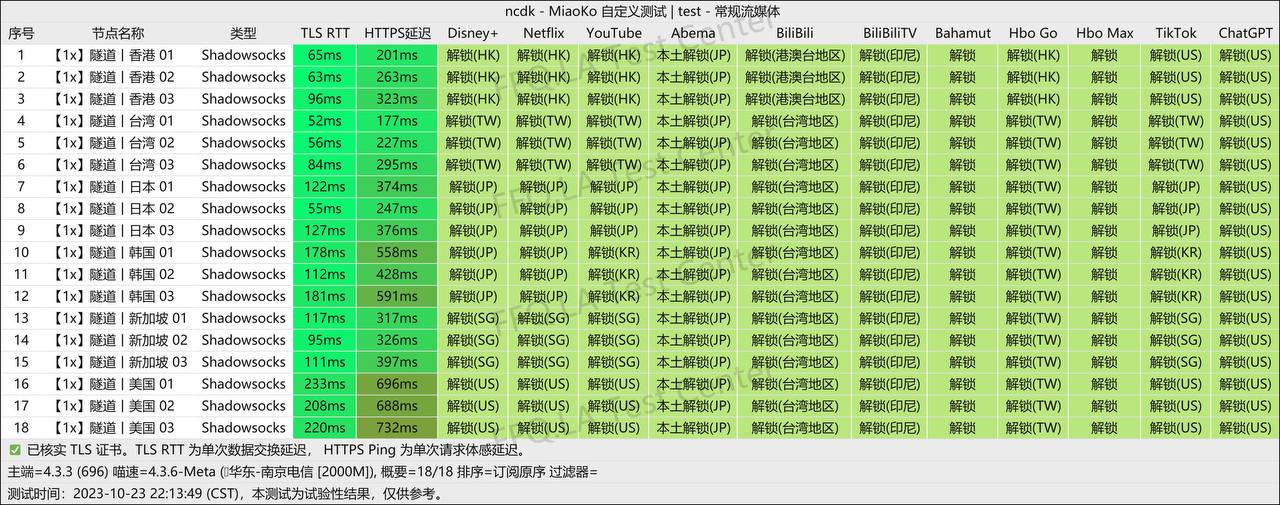 ncdk - MiaoKo 自定义测试 | test - 常规流媒体
序号 节点名称 类型 TLS RTT HTTPS延迟 Disney+ Netflix YouTube Abema BiliBili BiliBiliTV Bahamut Hbo Go Hbo Max TikTok ChatGPT
1 【1x】隧道丨香港 01 Shadowsocks 65ms 201ms 解锁(HK) 解锁(HK) 解锁(HK) 本土解锁(JP) 解锁(港澳台地区) 解锁(印尼) 解锁 解锁(HK) 解锁 解锁(US) 解锁(US)
2 【1x】隧道丨香港 02 Shadowsocks 63ms 263ms 解锁(HK) 解锁(HK) 解锁(HK) 本土解锁(JP) 解锁(港澳台地区) 解锁(印尼) 解锁 解锁(HK) 解锁 解锁(US) 解锁(US)
3 【1x】隧道丨香港 03 Shadowsocks 96ms 323ms 解锁(HK) 解锁(HK) 解锁(HK) 本土解锁(JP) 解锁(港澳台地区) 解锁(印尼) 解锁 解锁(HK) 解锁 解锁(US) 解锁(US)
4 【1x】隧道丨台湾 01 Shadowsocks 52ms 177ms 解锁(TW) 解锁(TW) 解锁(TW) 本土解锁(JP) 解锁(台湾地区) 解锁(印尼) 解锁 解锁(TW) 解锁 解锁(TW) 解锁(US)
5 【1x】隧道丨台湾 02 Shadowsocks 56ms 227ms 解锁(TW) 解锁(TW) 解锁(TW) 本土解锁(JP) 解锁(台湾地区) 解锁(印尼) 解锁 解锁(TW) 解锁 解锁(TW) 解锁(US)
6 【1x】隧道丨台湾 03 Shadowsocks 84ms 295ms 解锁(TW) 解锁(TW) 解锁(TW) 本土解锁(JP) 解锁(台湾地区) 解锁(印尼) 解锁 解锁(TW) 解锁 解锁(TW) 解锁(US)
7 【1x】隧道丨日本 01 Shadowsocks 122ms 374ms 解锁(JP) 解锁(JP) 解锁(JP) 本土解锁(JP) 解锁(台湾地区) 解锁(印尼) 解锁 解锁(TW) 解锁 解锁(JP) 解锁(US)
8 【1x】隧道丨日本 02 Shadowsocks 55ms 247ms 解锁(JP) 解锁(JP) 解锁(JP) 本土解锁(JP) 解锁(台湾地区) 解锁(印尼) 解锁 解锁(TW) 解锁 解锁(JP) 解锁(US)
9 【1x】隧道丨日本 03 Shadowsocks 127ms 376ms 解锁(JP) 解锁(JP) 解锁(JP) 本土解锁(JP) 解锁(台湾地区) 解锁(印尼) 解锁 解锁(TW) 解锁 解锁(JP) 解锁(US)
10 【1x】隧道丨韩国 01 Shadowsocks 178ms 558ms 解锁(JP) 解锁(JP) 解锁(KR) 本土解锁(JP) 解锁(台湾地区) 解锁(印尼) 解锁 解锁(TW) 解锁 解锁(KR) 解锁(US)
11 【1x】隧道丨韩国 02 Shadowsocks 112ms 428ms 解锁(JP) 解锁(JP) 解锁(KR) 本土解锁(JP) 解锁(台湾地区) 解锁(印尼) 解锁 解锁(TW) 解锁 解锁(KR) 解锁(US)
12 【1x】隧道丨韩国 03 Shadowsocks 181ms 591ms 解锁(JP) 解锁(JP) 解锁(KR) 本土解锁(JP) 解锁(台湾地区) 解锁(印尼) 解锁 解锁(TW) 解锁 解锁(KR) 解锁(US)
13 【1x】隧道丨新加坡 01 Shadowsocks 117ms 317ms 解锁(SG) 解锁(SG) 解锁(SG) 本土解锁(JP) 解锁(台湾地区) 解锁(印尼) 解锁 解锁(TW) 解锁 解锁(SG) 解锁(US)
14 【1x】隧道丨新加坡 02 Shadowsocks 95ms 326ms 解锁(SG) 解锁(SG) 解锁(SG) 本土解锁(JP) 解锁(台湾地区) 解锁(印尼) 解锁 解锁(TW) 解锁 解锁(SG) 解锁(US)
15 【1x】隧道丨新加坡 03 Shadowsocks 111ms 397ms 解锁(SG) 解锁(SG) 解锁(SG) 本土解锁(JP) 解锁(台湾地区) 解锁(印尼) 解锁 解锁(TW) 解锁 解锁(SG) 解锁(US)
16 【1x】隧道丨美国 01 Shadowsocks 233ms 696ms 解锁(US) 解锁(US) 解锁(US) 本土解锁(JP) 解锁(台湾地区) 解锁(印尼) 解锁 解锁(TW) 解锁 解锁(US) 解锁(US)
17 【1x】隧道丨美国 02 Shadowsocks 208ms 688ms 解锁(US) 解锁(US) 解锁(US) 本土解锁(JP) 解锁(台湾地区) 解锁(印尼) 解锁 解锁(TW) 解锁 解锁(US) 解锁(US)
18 【1x】隧道丨美国 03 Shadowsocks 220ms 732ms 解锁(US) 解锁(US) 解锁(US) 本土解锁(JP) 解锁(台湾地区) 解锁(印尼) 解锁 解锁(TW) 解锁 解锁(US) 解锁(US)
✅ 已核实 TLS 证书。TLS RTT 为单次数据交换延迟， HTTPS Ping 为单次请求体感延迟。
主端=4.3.3 (696) 喵速=4.3.6-Meta (华东-南京电信 [2000M]), 概要=18/18 排序=订阅原序 过滤器=
测试时间：2023-10-23 22:13:49 (CST)，本测试为试验性结果，仅供参考。